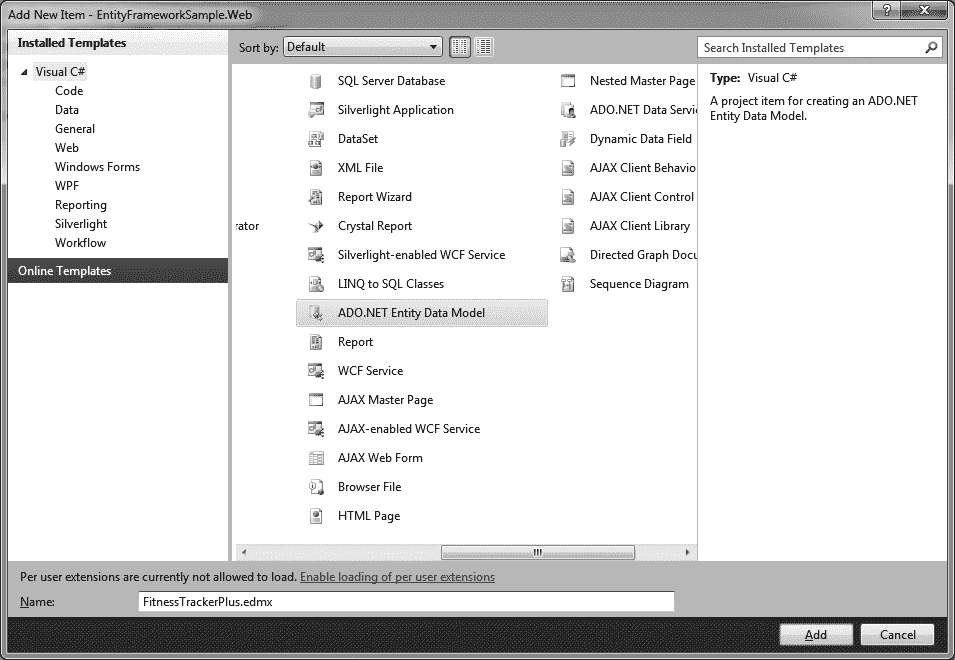 Add New Item - EntityFrameworkSample.Web
Installed Templates
Visual C#
Code
Data
General
Web
Windows Forms
WPF
Reporting
Silverlight
Workflow
Online Templates
Sort by: Default
Search Installed Templates
rator
SQL Server Database
Silverlight Application
DataSet
XML File
Report Wizard
Crystal Report
Silverlight-enabled WCF Service
LINQ to SQL Classes
ADO.NET Entity Data Model
Report
WCF Service
AJAX Master Page
AJAX-enabled WCF Service
AJAX Web Form
Browser File
HTML Page
Nested Master Page
ADO.NET Data Servi
Dynamic Data Field
AJAX Client Behavio
AJAX Client Control
AJAX Client Library
Directed Graph Docu
Sequence Diagram
Type: Visual C#
A project item for creating an ADO.NET
Entity Data Model.
Per user extensions are currently not allowed to load. Enable loading of per user extensions
Name: FitnessTrackerPlus.edmx
Add
Cancel